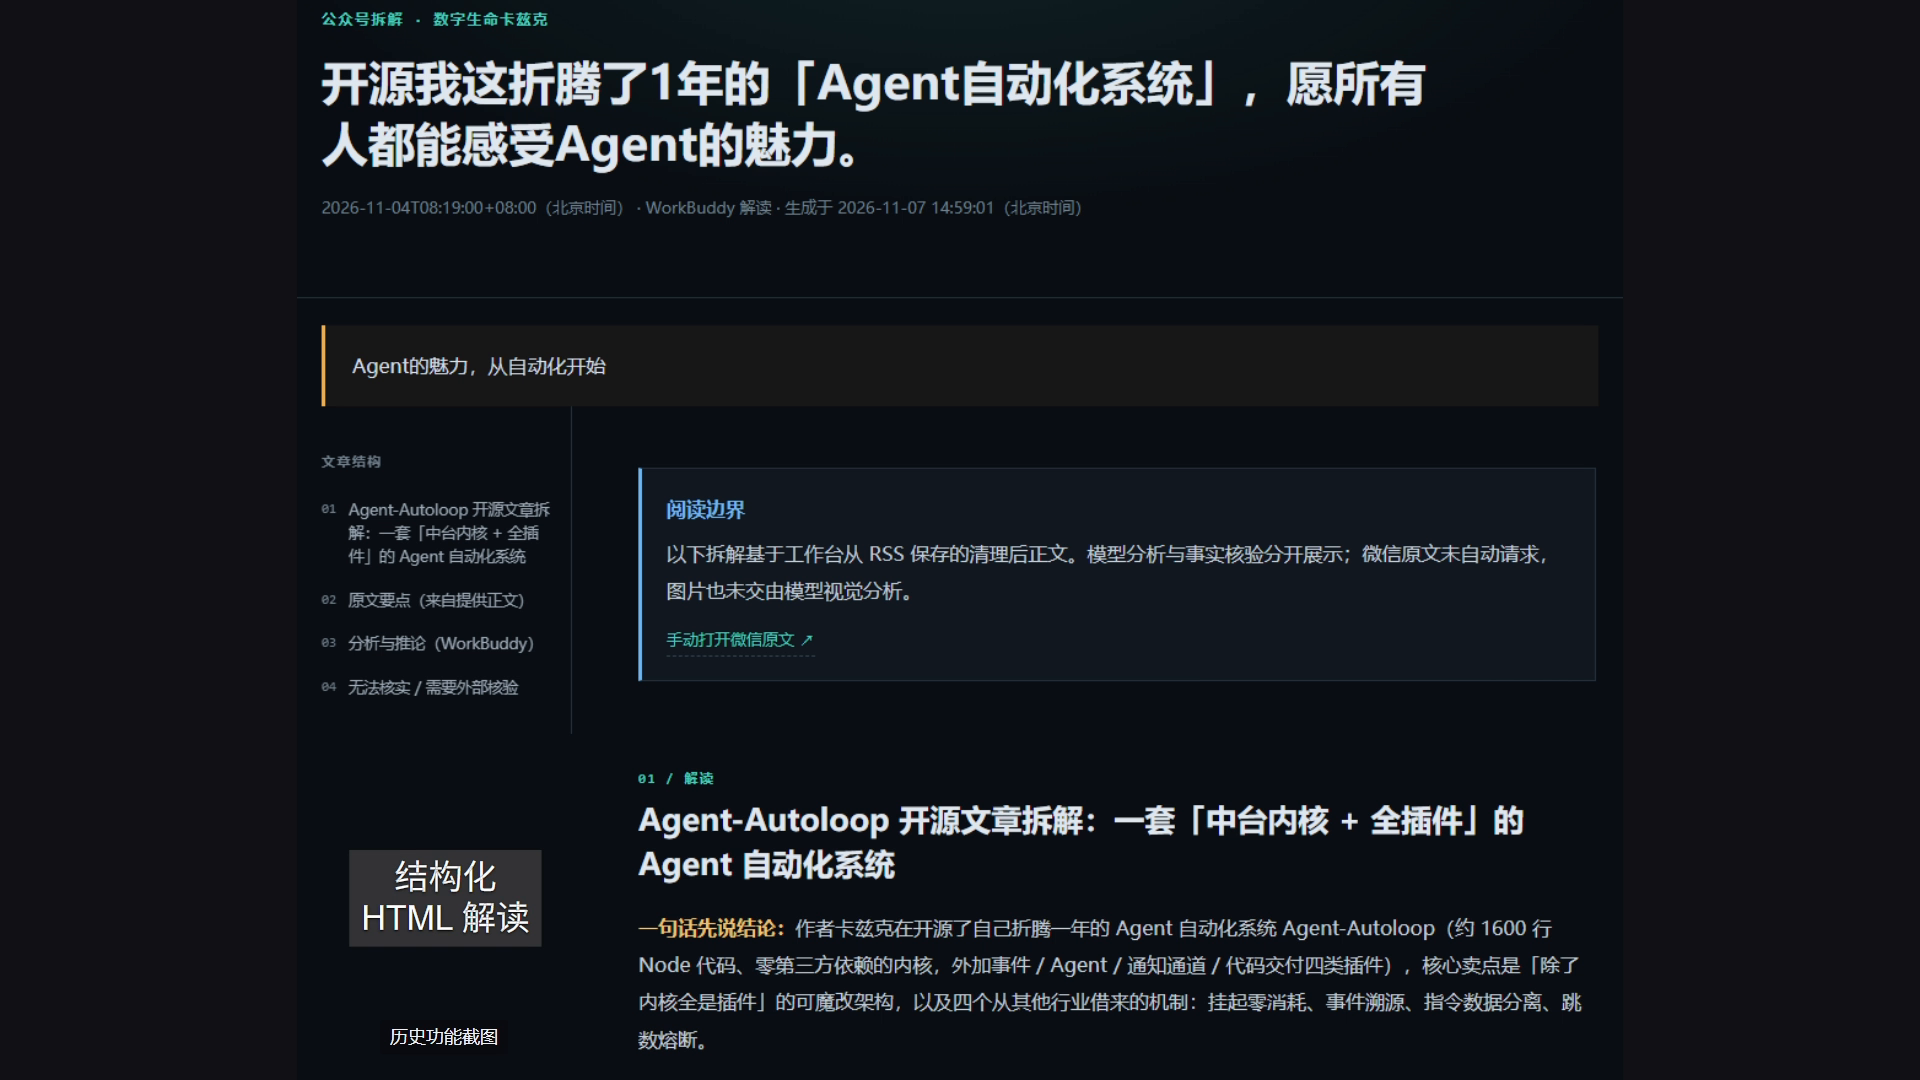 公众号拆解 · 数字生命卡兹克
开源我这折腾了1年的「Agent自动化系统」，愿所有
人都能感受Agent的魅力。
2026-11-04T08:19:00+08:00（北京时间） · WorkBuddy 解读 · 生成于 2026-11-07 14:59:01（北京时间）
Agent的魅力，从自动化开始
文章结构
01 Agent-Autoloop 开源文章拆
解：一套「中台内核 + 全插
件」的 Agent 自动化系统
02 原文要点（来自提供正文）
03 分析与推论（WorkBuddy）
04 无法核实 / 需要外部核验
阅读边界
以下拆解基于工作台从 RSS 保存的清理后正文。模型分析与事实核验分开展示；微信原文未自动请求，
图片也未交由模型视觉分析。
手动打开微信原文 ↗
01 / 解读
Agent-Autoloop 开源文章拆解：一套「中台内核 + 全插件」的
Agent 自动化系统
一句话先说结论：作者卡兹克在开源了自己折腾一年的 Agent 自动化系统 Agent-Autoloop（约 1600 行
Node 代码、零第三方依赖的内核，外加事件 / Agent / 通知通道 / 代码交付四类插件），核心卖点是「除了
内核全是插件」的可魔改架构，以及四个从其他行业借来的机制：挂起零消耗、事件溯源、指令数据分离、跳
数熔断。
结构化
HTML 解读
历史功能截图